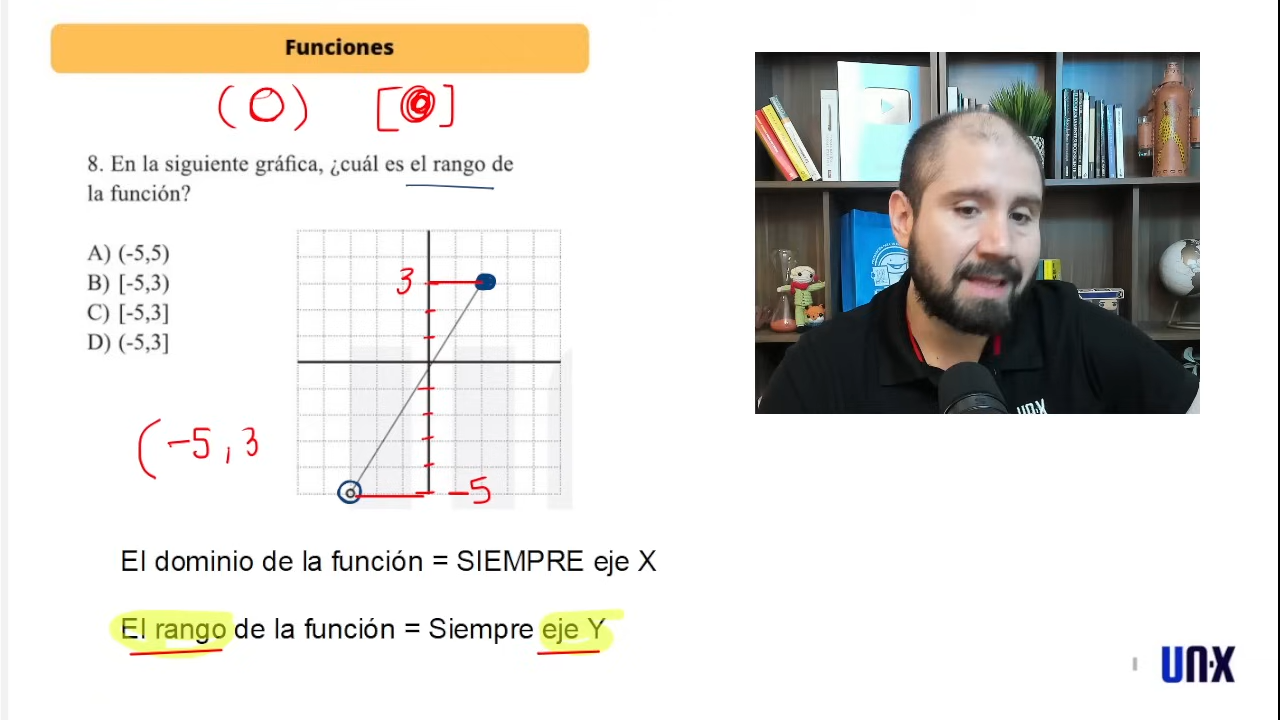 Funciones
( ) [ ]
8. En la siguiente gráfica, ¿cuál es el rango de
la función?
A) (-5,5)
B) [-5,3)
C) [-5,3]
D) (-5,3]
3
(-5,3
-5
El dominio de la función = SIEMPRE eje X
El rango de la función = Siempre eje Y
UNX
UN·X